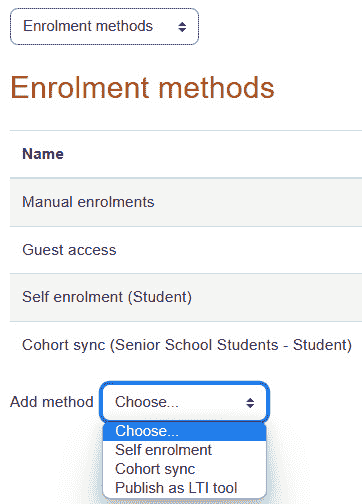 Enrolment methods
Enrolment methods
Name
Manual enrolments
Guest access
Self enrolment (Student)
Cohort sync (Senior School Students - Student)
Add method Choose...
Choose...
Self enrolment
Cohort sync
Publish as LTI tool